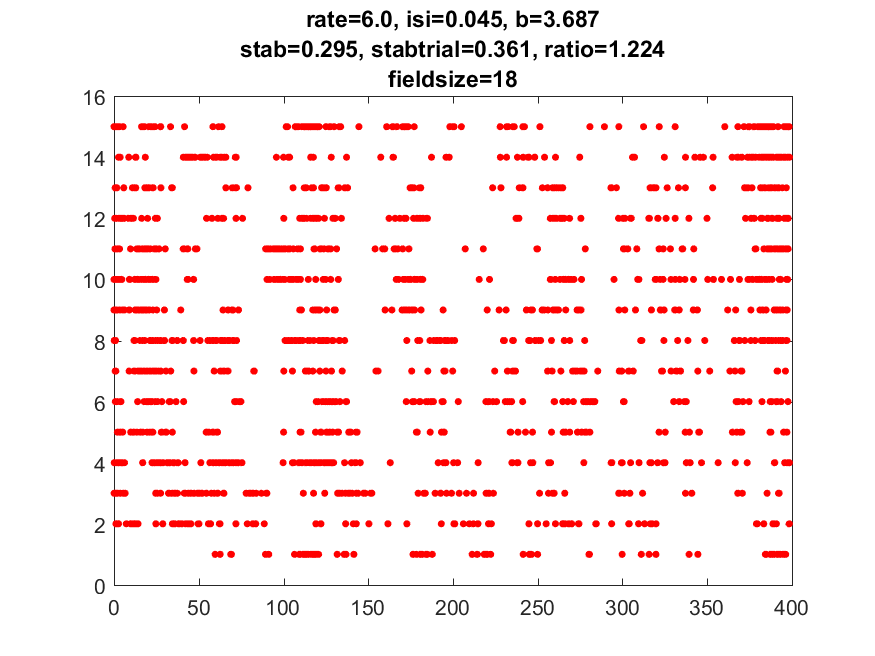 rate=6.0, isi=0.045, b=3.687
stab=0.295, stabtrial=0.361, ratio=1.224
fieldsize=18
16
14
12
10
8
6
4
2
0
0 50 100 150 200 250 300 350 400